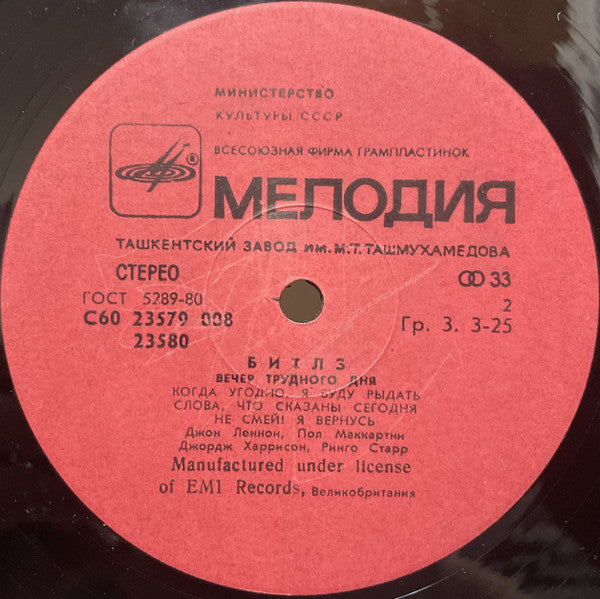 МИНИСТЕРСТВО
КУЛЬТУРЫ СССР
ВСЕСОЮЗНАЯ ФИРМА ГРАМПЛАСТИНОК
®
МЕЛОДИЯ
ТАШКЕНТСКИЙ ЗАВОД им. М.Т. ТАШМУХАМЕДОВА
СТЕРЕО 33
ГОСТ 5289-80 2
С60 23579 008 Гр. 3. 3-25
23580
БИТЛЗ
ВЕЧЕР ТРУДНОГО ДНЯ
КОГДА УГОДНО. Я БУДУ РЫДАТЬ
СЛОВА, ЧТО СКАЗАНЫ СЕГОДНЯ
НЕ СМЕЙ! Я ВЕРНУСЬ
Джон Леннон, Пол Маккартни
Джордж Харрисон, Ринго Старр
Manufactured under license
of EMI Records, Великобритания